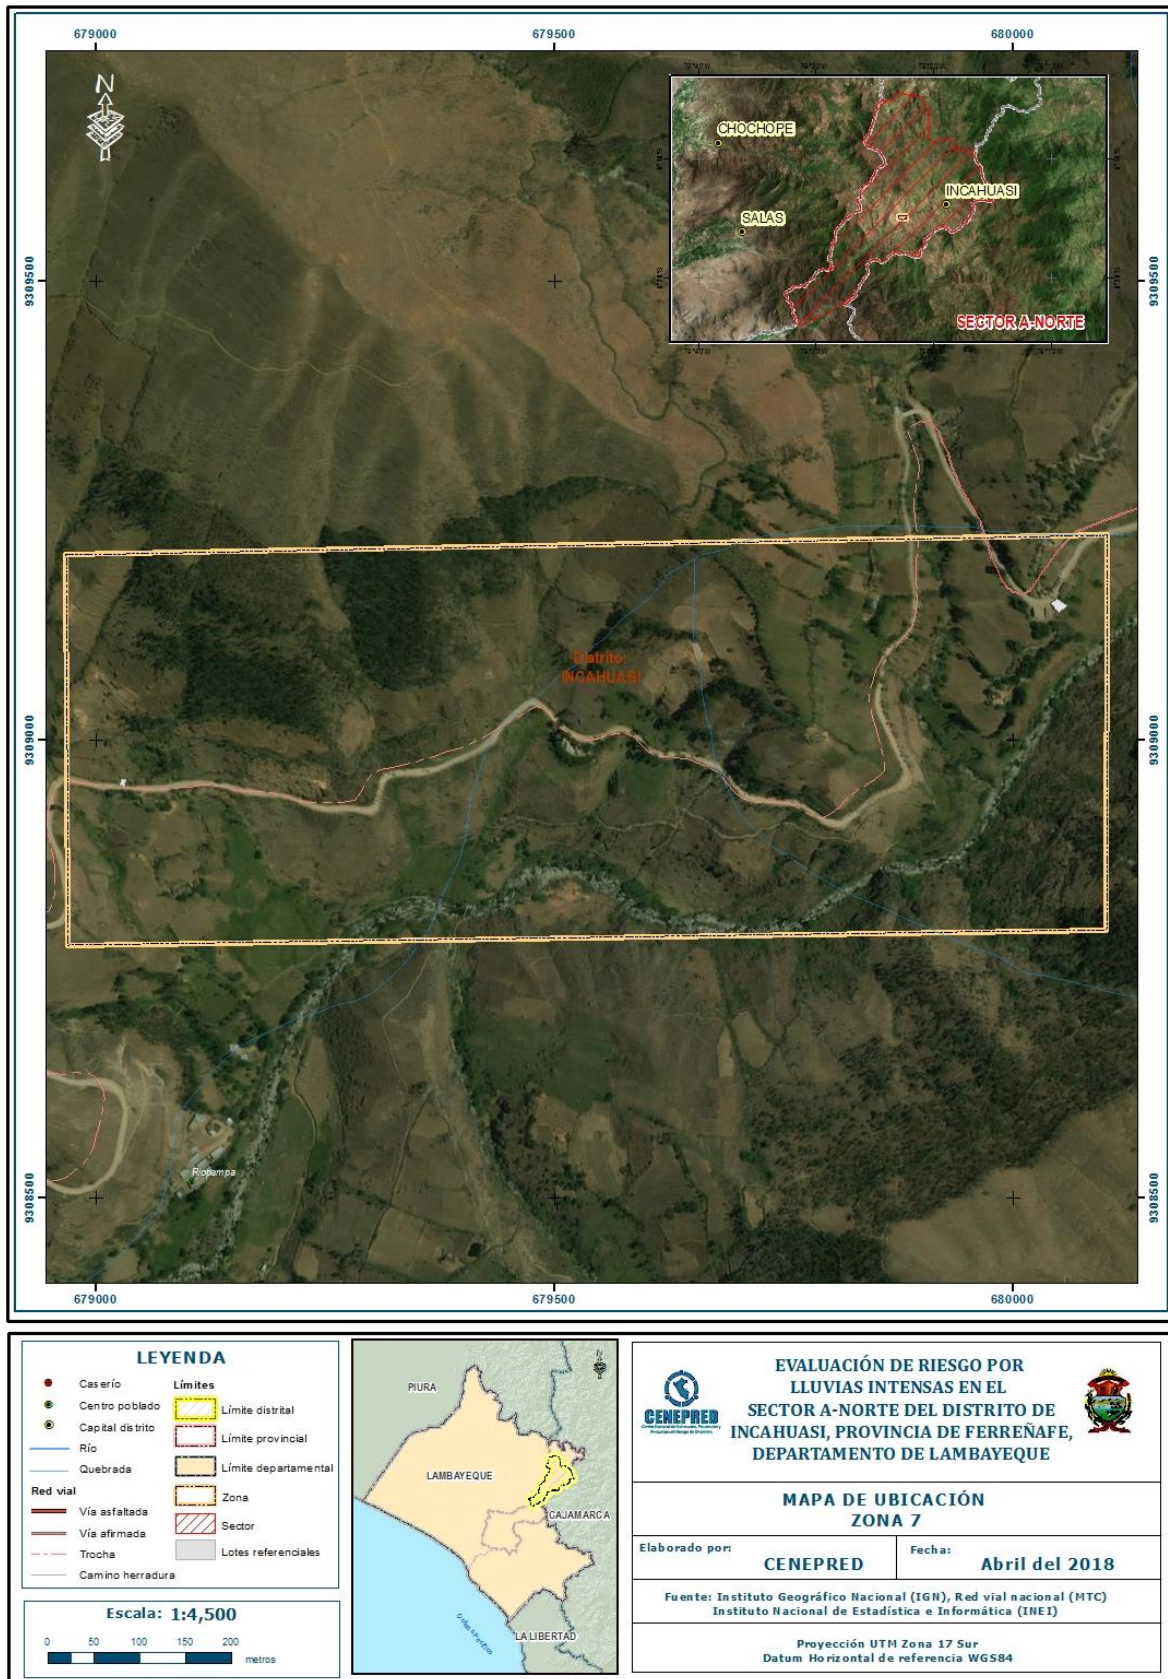 679000
679500
680000
N
CHOCHOPE
INCAHUASI
SALAS
SECTOR A-NORTE
9309500
9309500
Distrito:
INCAHUASI
9309000
9309000
Riopampa
9308500
9308500
679000
679500
680000
LEYENDA
Caserío
Centro poblado
Capital distrito
Río
Quebrada
Red vial
Vía asfaltada
Vía afirmada
Trocha
Camino herradura
Límites
Límite distrital
Límite provincial
Límite departamental
Zona
Sector
Lotes referenciales
Escala: 1:4,500
0 50 100 150 200
metros
PIURA
LAMBAYEQUE
CAJAMARCA
LA LIBERTAD
CENEPRED
EVALUACIÓN DE RIESGO POR
LLUVIAS INTENSAS EN EL
SECTOR A-NORTE DEL DISTRITO DE
INCAHUASI, PROVINCIA DE FERREÑAFE,
DEPARTAMENTO DE LAMBAYEQUE
MAPA DE UBICACIÓN
ZONA 7
Elaborado por:
CENEPRED
Fecha:
Abril del 2018
Fuente: Instituto Geográfico Nacional (IGN), Red vial nacional (MTC)
Instituto Nacional de Estadística e Informática (INEI)
Proyección UTM Zona 17 Sur
Datum Horizontal de referencia WGS84